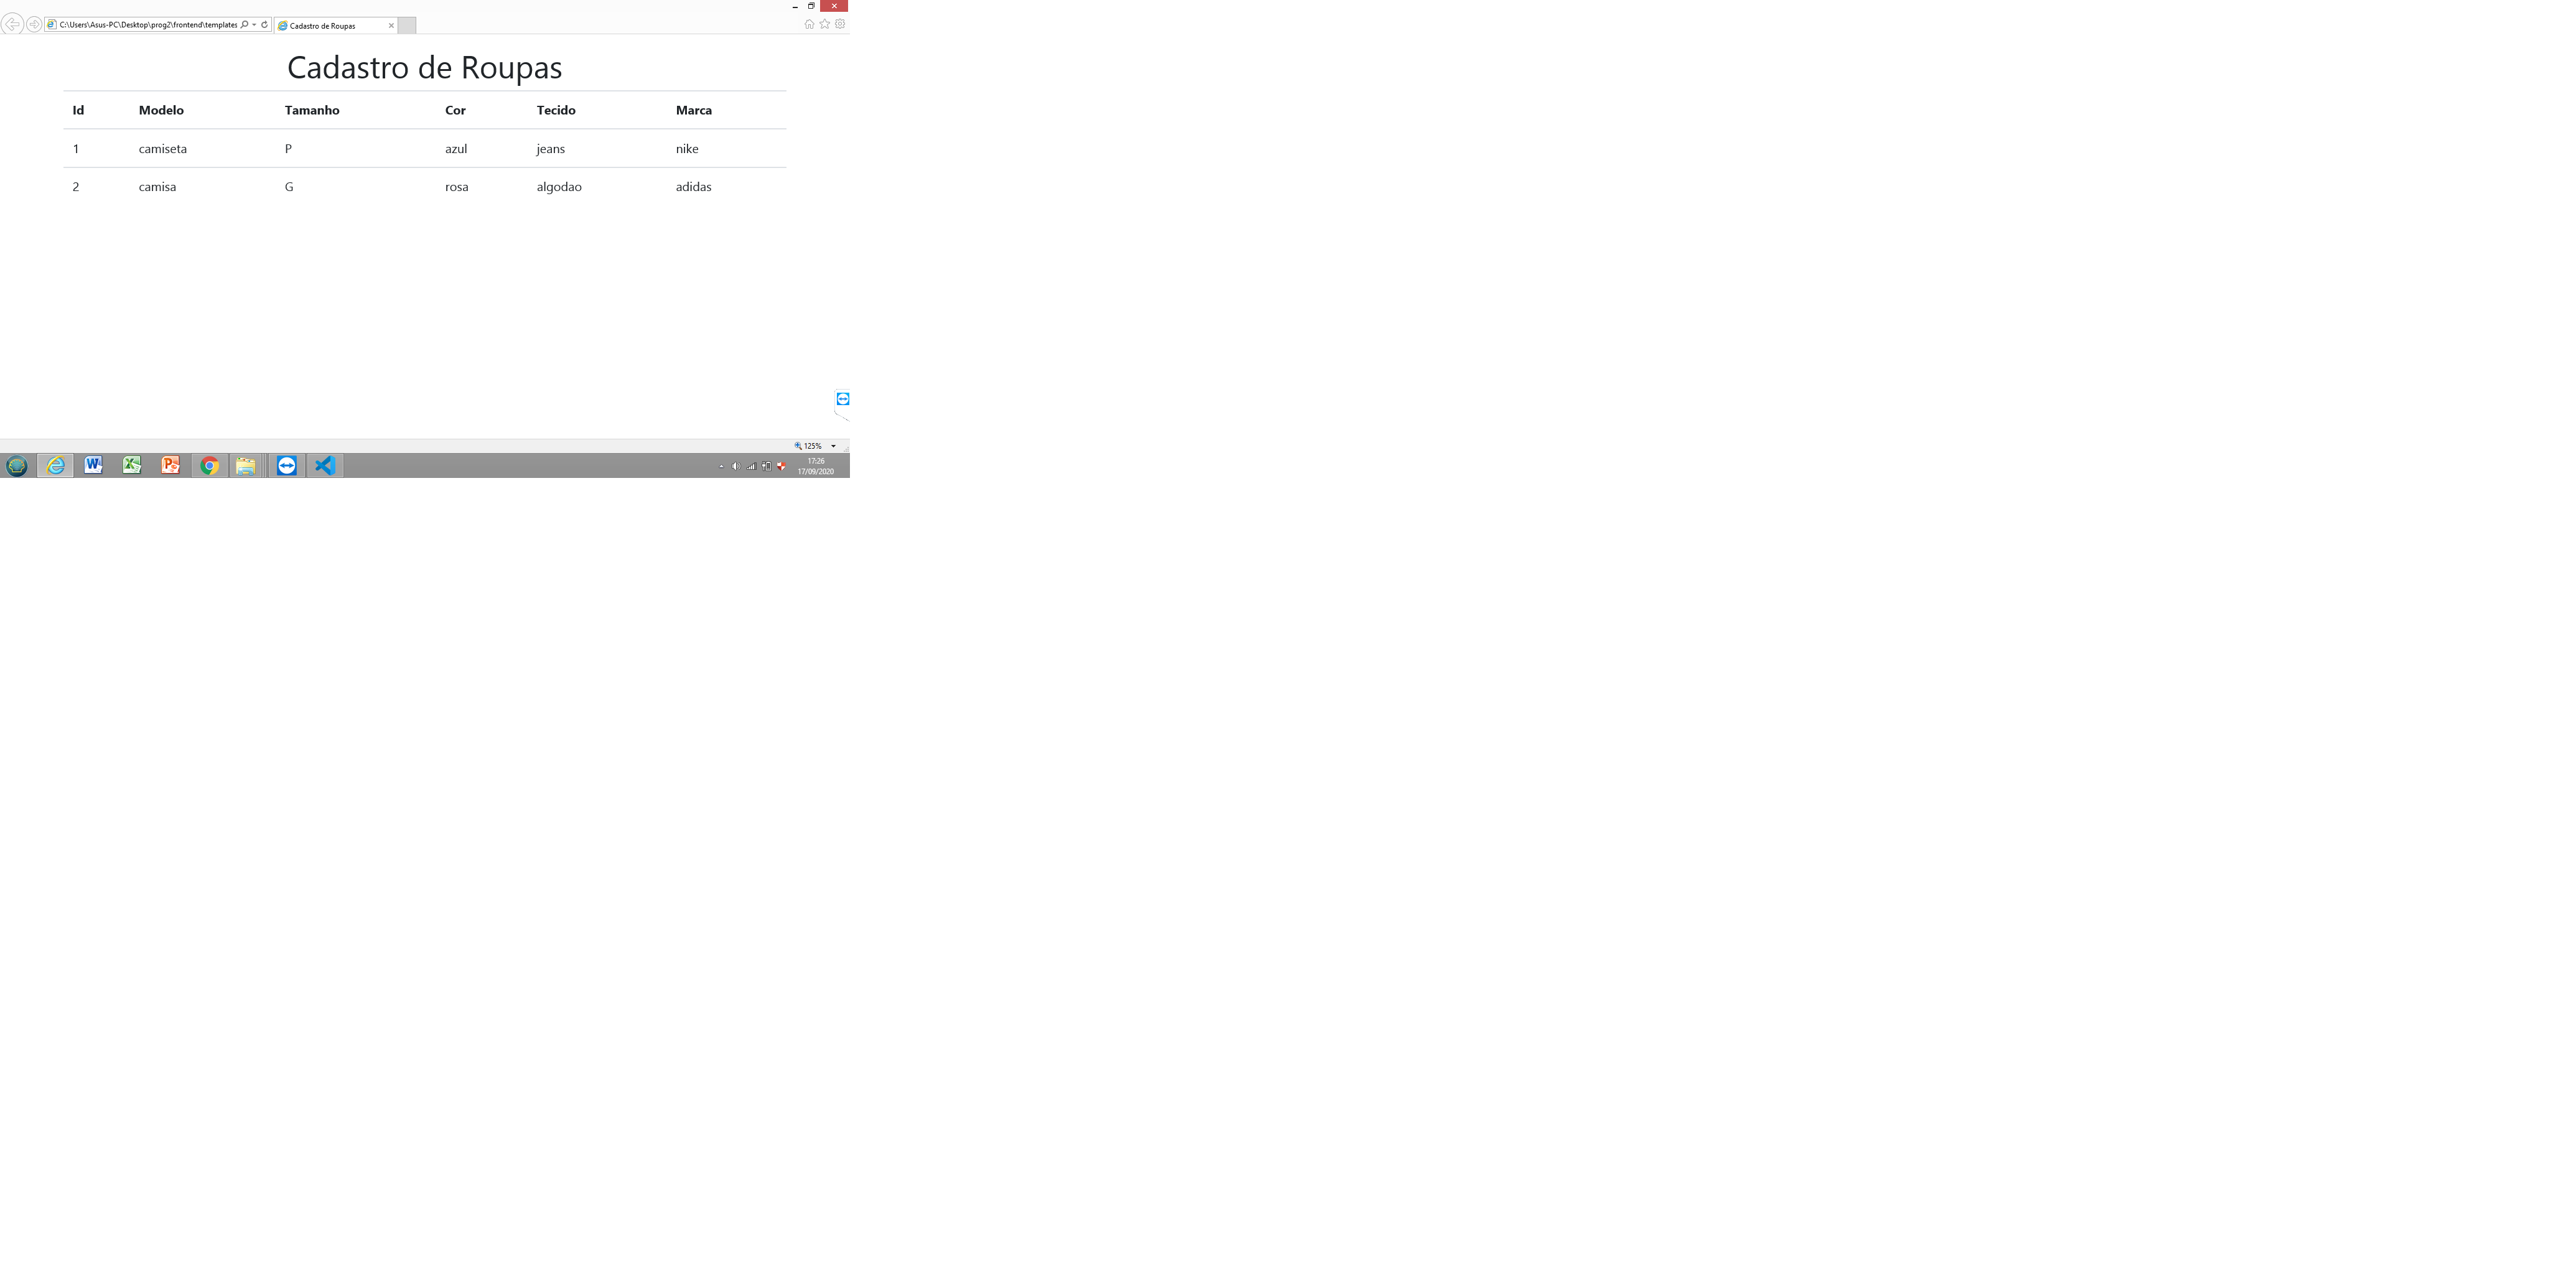 C:\Users\Asus-PC\Desktop\prog2\frontend\templates
Cadastro de Roupas
Cadastro de Roupas
Id Modelo Tamanho Cor Tecido Marca
1 camiseta P azul jeans nike
2 camisa G rosa algodao adidas
125%
17:26
17/09/2020